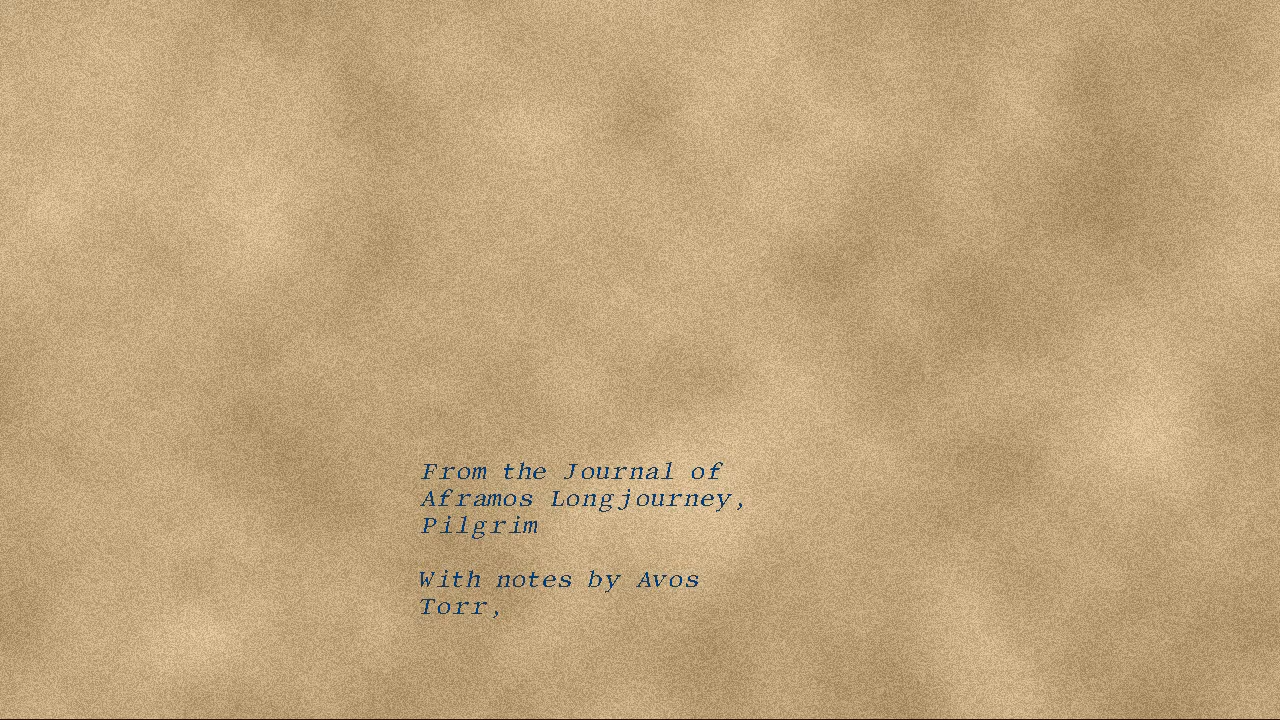 From the Journal of
Aframos Longjourney,
Pilgrim
With notes by Avos
Torr,